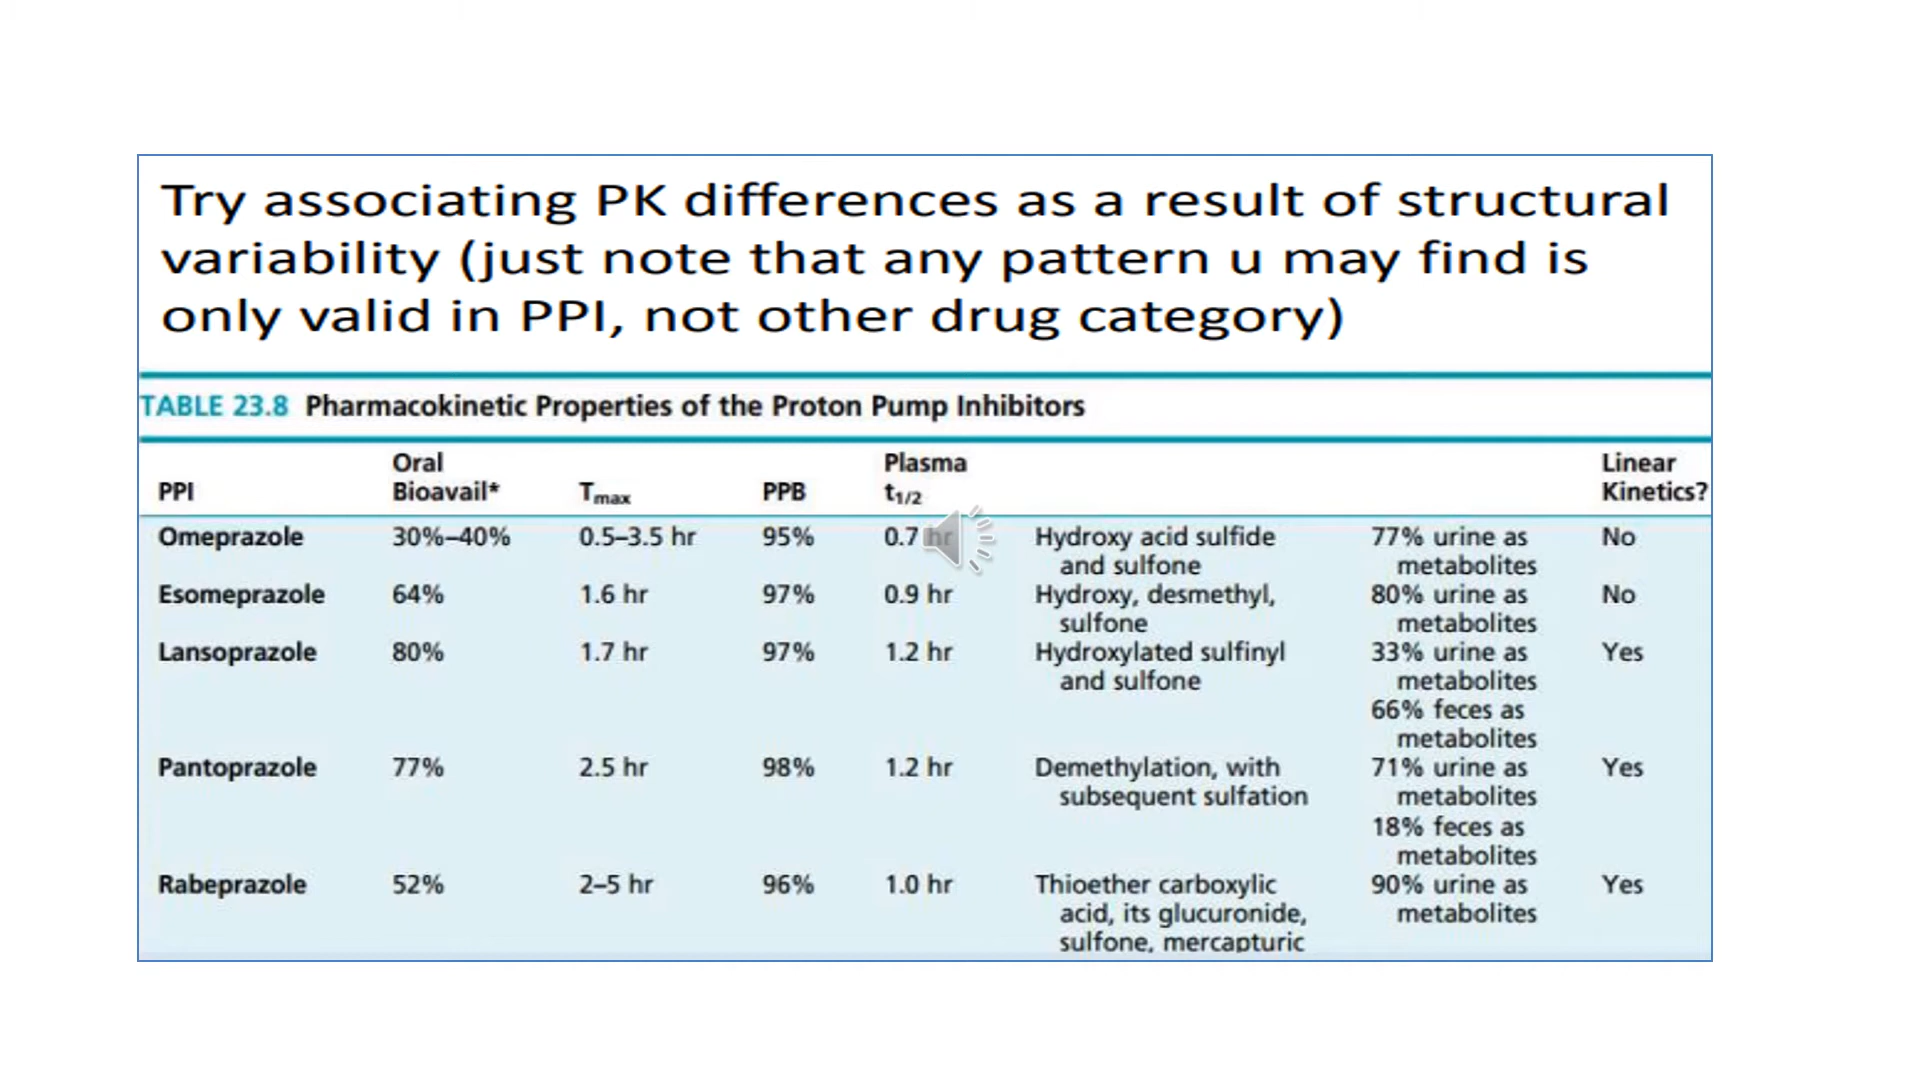 Try associating PK differences as a result of structural
variability (just note that any pattern u may find is
only valid in PPI, not other drug category)
TABLE 23.8 Pharmacokinetic Properties of the Proton Pump Inhibitors
PPI Oral Bioavail* Tmax PPB Plasma t1/2 Linear Kinetics?
Omeprazole 30%–40% 0.5–3.5 hr 95% 0.7 hr Hydroxy acid sulfide 77% urine as No
and sulfone metabolites
Esomeprazole 64% 1.6 hr 97% 0.9 hr Hydroxy, desmethyl, 80% urine as No
sulfone metabolites
Lansoprazole 80% 1.7 hr 97% 1.2 hr Hydroxylated sulfinyl 33% urine as Yes
and sulfone metabolites
66% feces as
metabolites
Pantoprazole 77% 2.5 hr 98% 1.2 hr Demethylation, with 71% urine as Yes
subsequent sulfation metabolites
18% feces as
metabolites
Rabeprazole 52% 2–5 hr 96% 1.0 hr Thioether carboxylic 90% urine as Yes
acid, its glucuronide, metabolites
sulfone, mercapturic